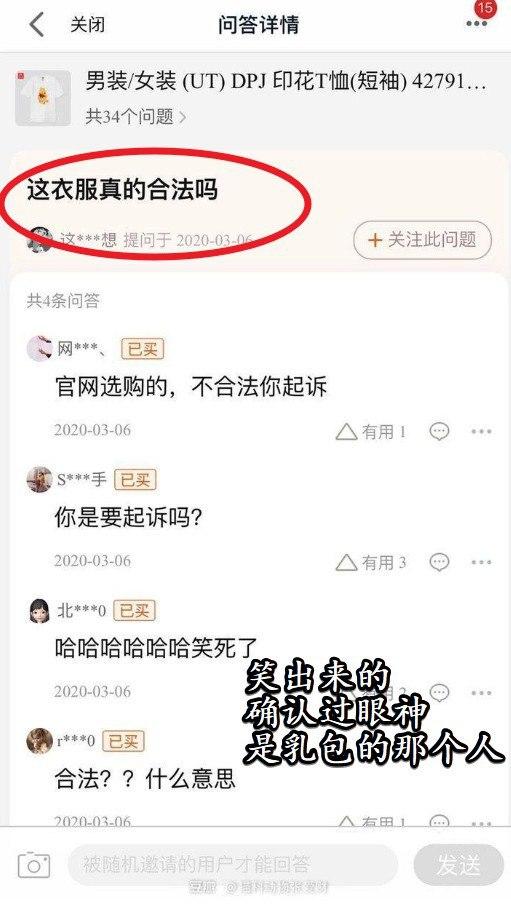 15
关闭
问答详情
男装/女装 (UT) DPJ 印花T恤(短袖) 42791...
共34个问题
这衣服真的合法吗
这***想 提问于 2020-03-06
+ 关注此问题
共4条问答
网***、 已买
官网选购的，不合法你起诉
2020-03-06
有用 1
S***手 已买
你是要起诉吗?
2020-03-06
有用 3
北***0 已买
哈哈哈哈哈哈笑死了
2020-03-06
笑出来的
确认过眼神
是乳包的那个人
r***0 已买
合法？？什么意思
2020-03-06
有用 1
被随机邀请的用户才能回答
发送
豆瓣